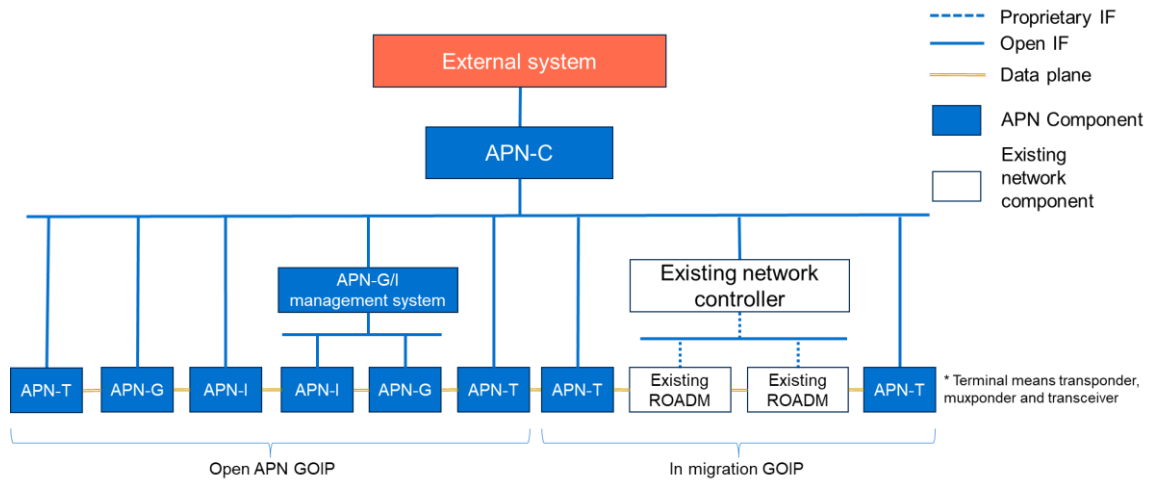 Proprietary IF
Open IF
Data plane
APN Component
Existing
network
component
External system
APN-C
APN-G/I
management system
Existing network
controller
APN-T
APN-G
APN-I
APN-I
APN-G
APN-T
APN-T
Existing
ROADM
Existing
ROADM
APN-T
* Terminal means transponder,
muxponder and transceiver
Open APN GOIP
In migration GOIP